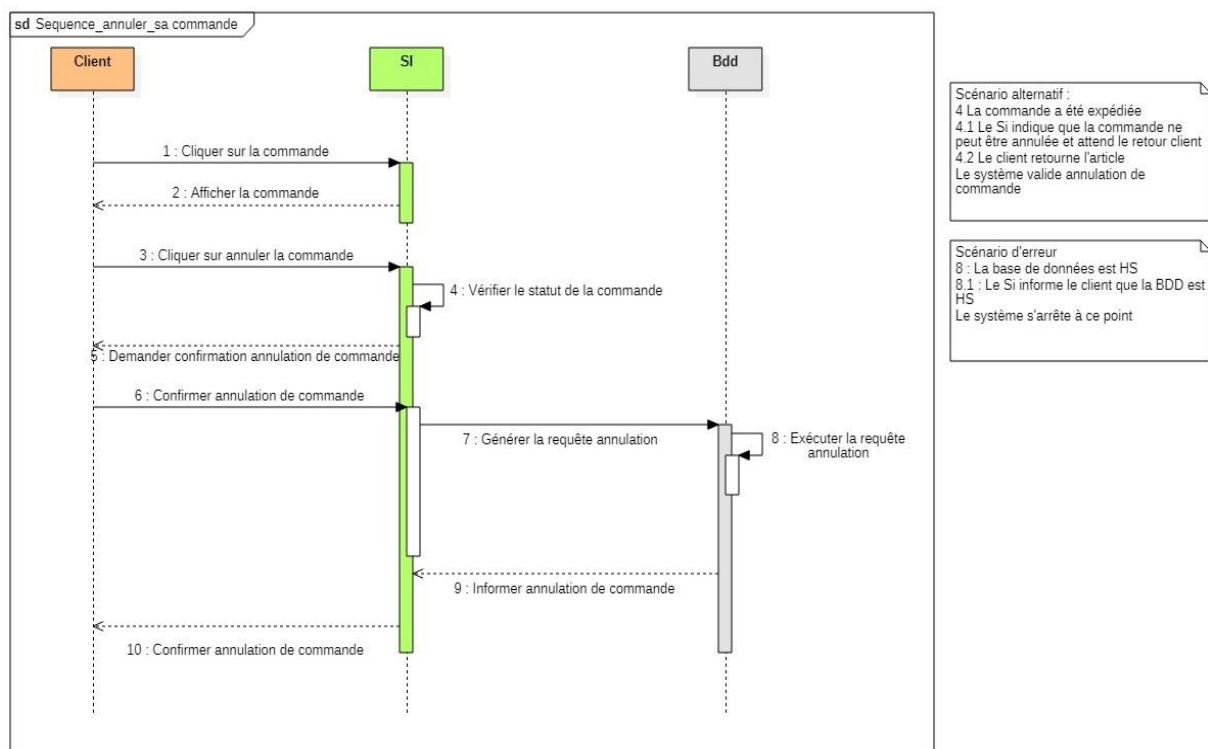 sd Sequence_annuler_sa commande
Client
SI
Bdd
1 : Cliquer sur la commande
2 : Afficher la commande
3 : Cliquer sur annuler la commande
4 : Vérifier le statut de la commande
5 : Demander confirmation annulation de commande
6 : Confirmer annulation de commande
7 : Générer la requête annulation
8 : Exécuter la requête
annulation
9 : Informer annulation de commande
10 : Confirmer annulation de commande
Scénario alternatif :
4 La commande a été expédiée
4.1 Le Si indique que la commande ne
peut être annulée et attend le retour client
4.2 Le client retourne l'article
Le système valide annulation de
commande
Scénario d'erreur
8 : La base de données est HS
8.1 : Le Si informe le client que la BDD est
HS
Le système s'arrête à ce point